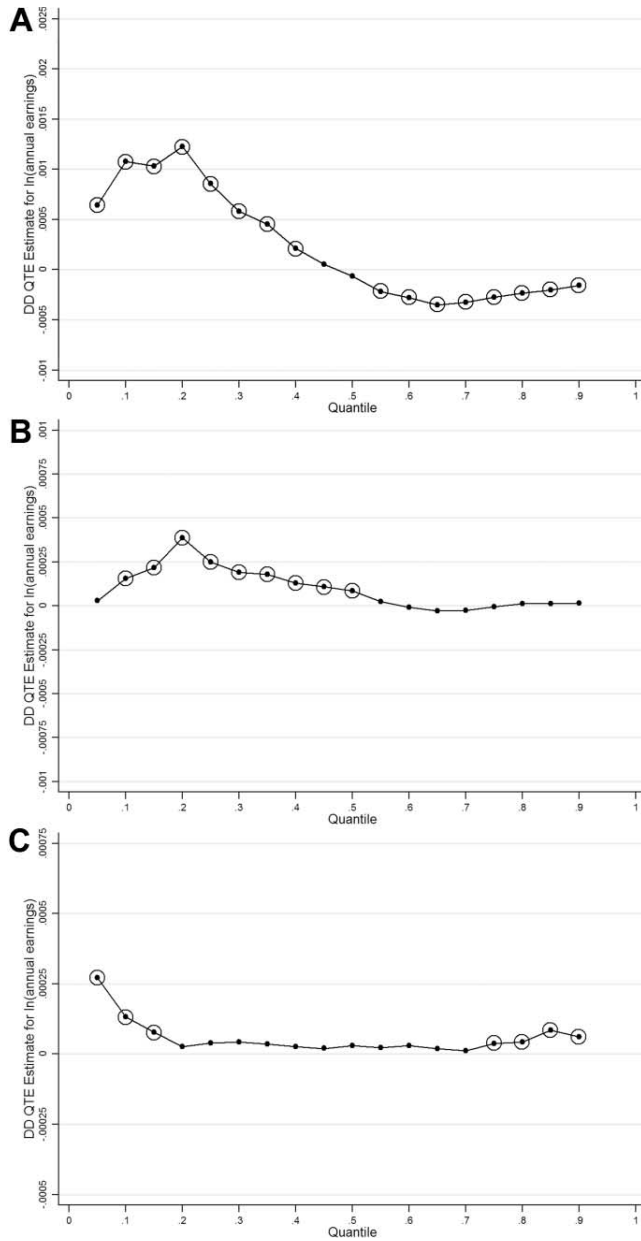 A
DD QTE Estimate for ln(annual earnings)
.0025
.002
.0015
.001
.0005
0
-.0005
-.001
0 .1 .2 .3 .4 .5 .6 .7 .8 .9 1
Quantile
B
DD QTE Estimate for ln(annual earnings)
.001
.00075
.0005
.00025
0
-.00025
-.0005
-.00075
-.001
0 .1 .2 .3 .4 .5 .6 .7 .8 .9 1
Quantile
C
DD QTE Estimate for ln(annual earnings)
.00075
.0005
.00025
0
-.00025
-.0005
0 .1 .2 .3 .4 .5 .6 .7 .8 .9 1
Quantile